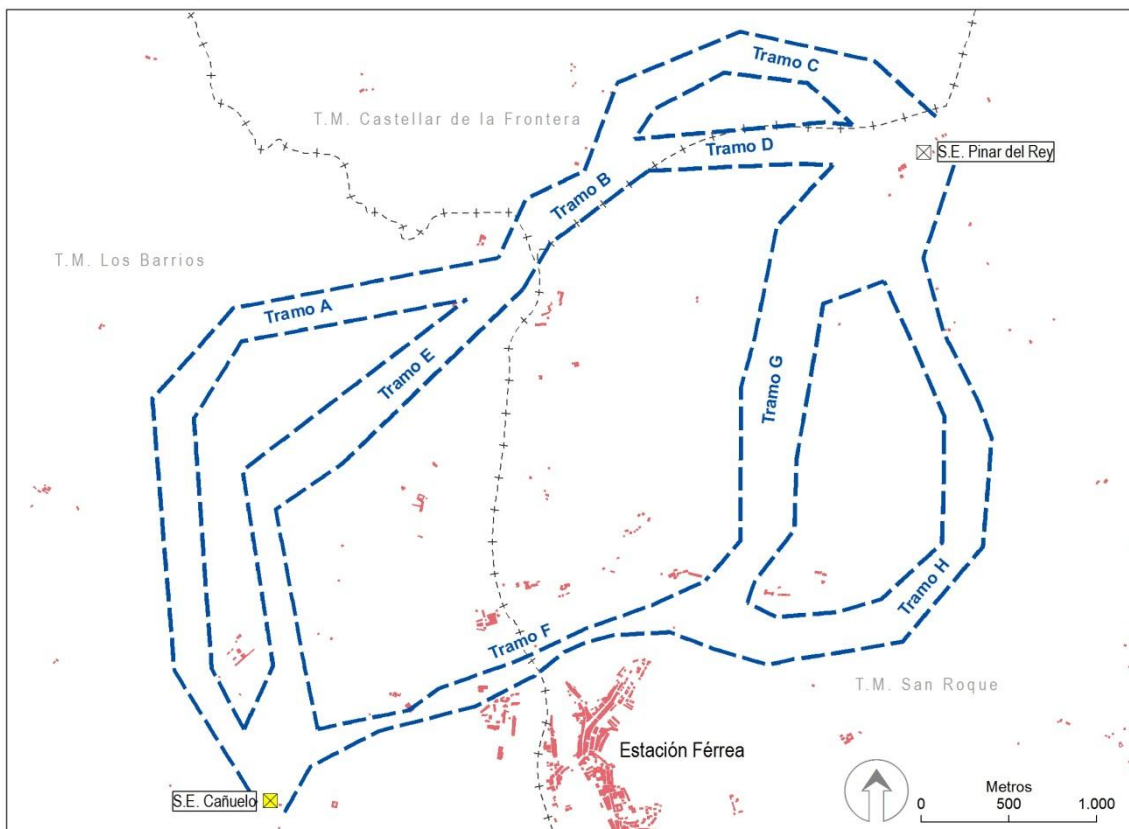 Tramo C
T.M. Castellar de la Frontera
Tramo D
S.E. Pinar del Rey
Tramo B
T.M. Los Barrios
Tramo A
Tramo E
Tramo G
Tramo H
Tramo F
T.M. San Roque
Estación Férrea
Metros
0 500 1.000
S.E. Cañuelo